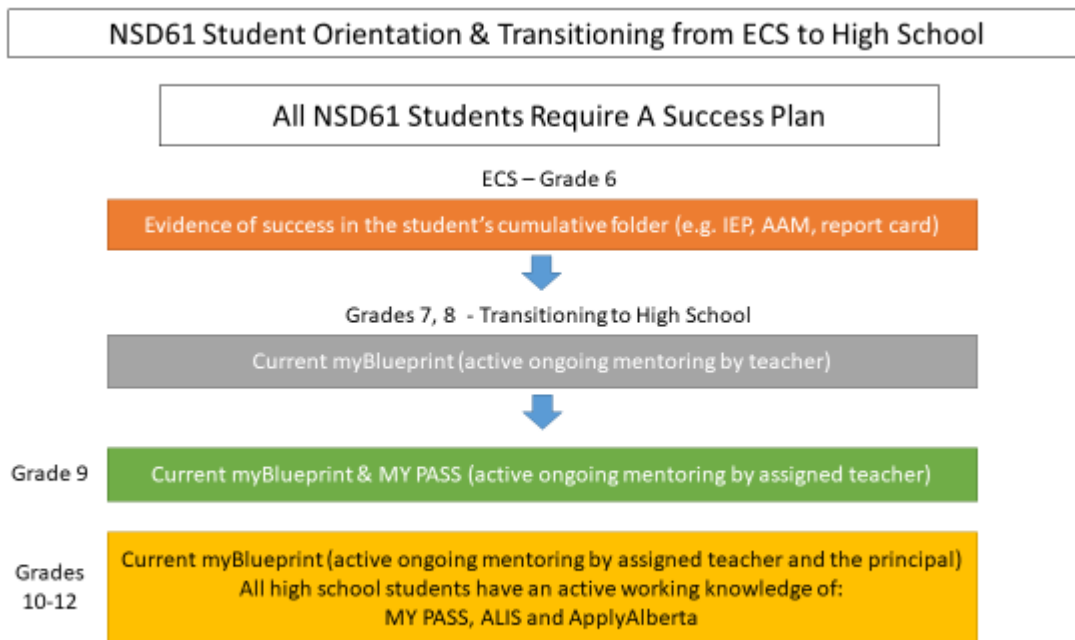 NSD61 Student Orientation & Transitioning from ECS to High School
All NSD61 Students Require A Success Plan
ECS – Grade 6
Evidence of success in the student's cumulative folder (e.g. IEP, AAM, report card)
Grades 7, 8 - Transitioning to High School
Current myBlueprint (active ongoing mentoring by teacher)
Grade 9
Current myBlueprint & MY PASS (active ongoing mentoring by assigned teacher)
Grades
10-12
Current myBlueprint (active ongoing mentoring by assigned teacher and the principal)
All high school students have an active working knowledge of:
MY PASS, ALIS and ApplyAlberta